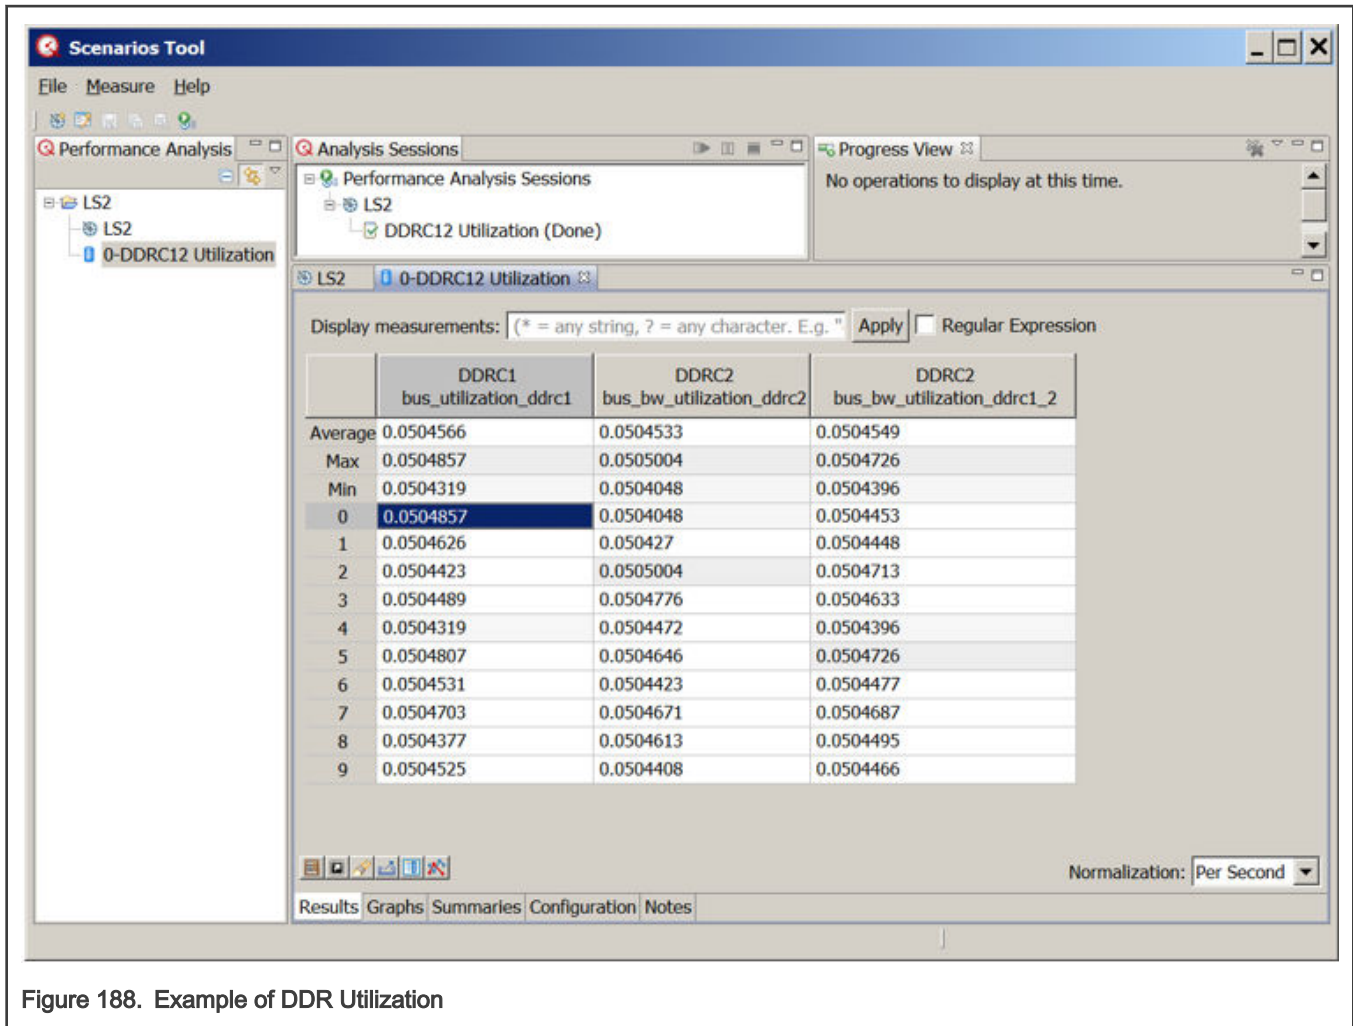 Scenarios Tool
File Measure Help
Performance Analysis
LS2
LS2
0-DDRC12 Utilization
Analysis Sessions
Performance Analysis Sessions
LS2
DDRC12 Utilization (Done)
Progress View
No operations to display at this time.
LS2 0-DDRC12 Utilization
Display measurements: (* = any string, ? = any character. E.g. " Apply Regular Expression
DDRC1 DDRC2 DDRC2
bus_utilization_ddrc1 bus_bw_utilization_ddrc2 bus_bw_utilization_ddrc1_2
Average 0.0504566 0.0504533 0.0504549
Max 0.0504857 0.0505004 0.0504726
Min 0.0504319 0.0504048 0.0504396
0 0.0504857 0.0504048 0.0504453
1 0.0504626 0.050427 0.0504448
2 0.0504423 0.0505004 0.0504713
3 0.0504489 0.0504776 0.0504633
4 0.0504319 0.0504472 0.0504396
5 0.0504807 0.0504646 0.0504726
6 0.0504531 0.0504423 0.0504477
7 0.0504703 0.0504671 0.0504687
8 0.0504377 0.0504613 0.0504495
9 0.0504525 0.0504408 0.0504466
Normalization: Per Second
Results Graphs Summaries Configuration Notes
Figure 188. Example of DDR Utilization